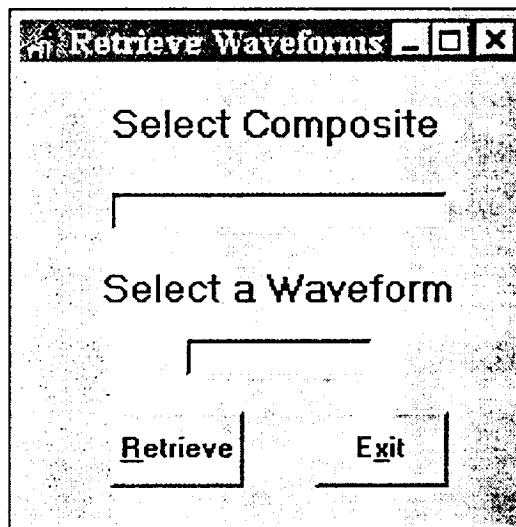 Retrieve Waveforms
Select Composite
Select a Waveform
Retrieve
Exit